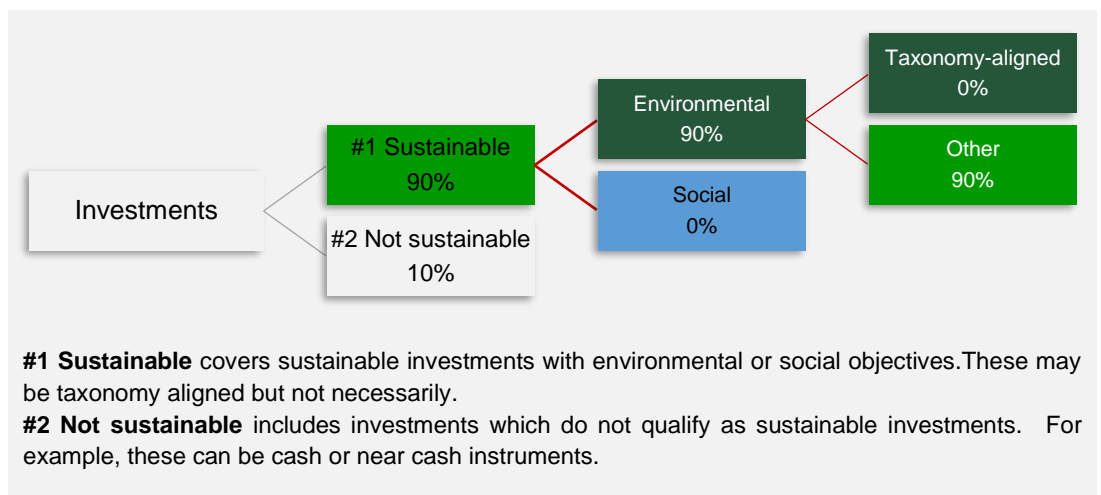 Investments
#1 Sustainable
90%
#2 Not sustainable
10%
Environmental
90%
Social
0%
Taxonomy-aligned
0%
Other
90%
#1 Sustainable covers sustainable investments with environmental or social objectives.These may
be taxonomy aligned but not necessarily.
#2 Not sustainable includes investments which do not qualify as sustainable investments. For
example, these can be cash or near cash instruments.